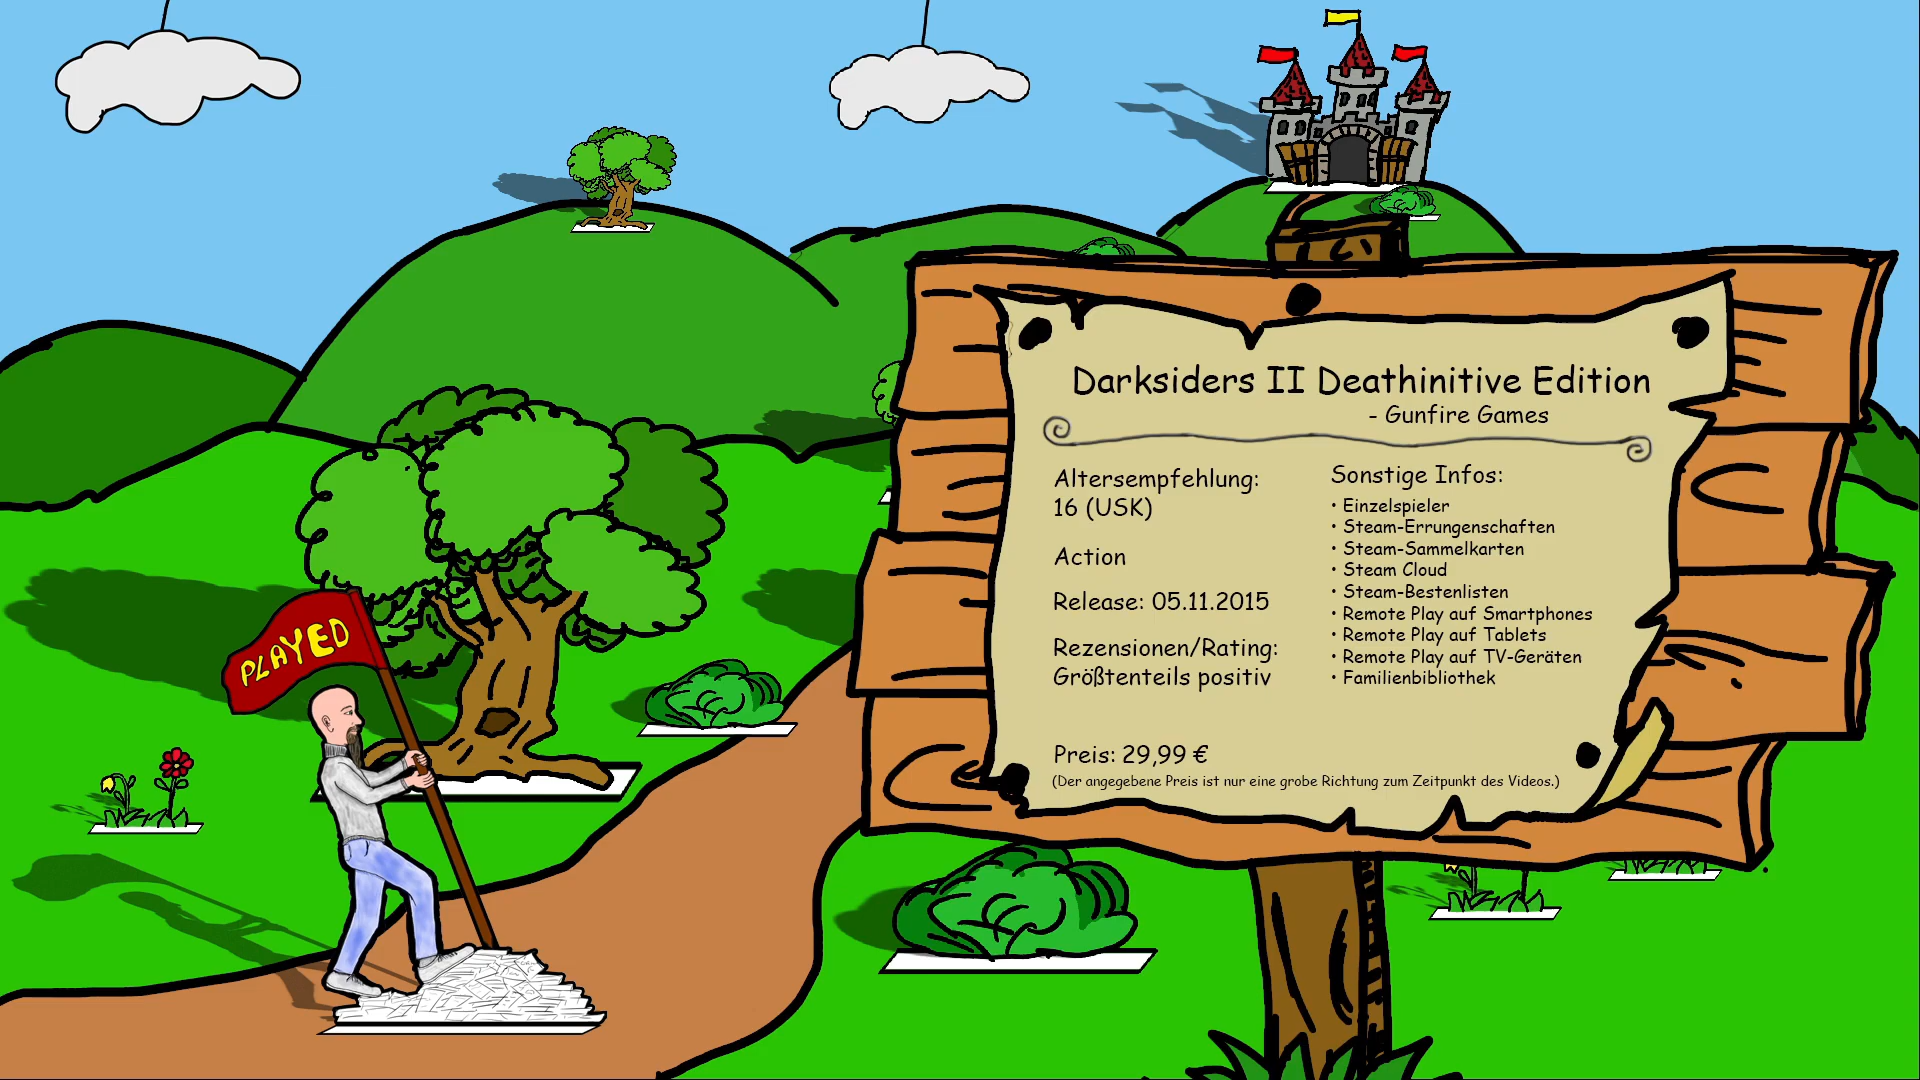 PLAYED
Darksiders II Deathinitive Edition
- Gunfire Games
Altersempfehlung:
16 (USK)
Action
Release: 05.11.2015
Rezensionen/Rating:
Größtenteils positiv
Sonstige Infos:
• Einzelspieler
• Steam-Errungenschaften
• Steam-Sammelkarten
• Steam Cloud
• Steam-Bestenlisten
• Remote Play auf Smartphones
• Remote Play auf Tablets
• Remote Play auf TV-Geräten
• Familienbibliothek
Preis: 29,99 €
(Der angegebene Preis ist nur eine grobe Richtung zum Zeitpunkt des Videos.)